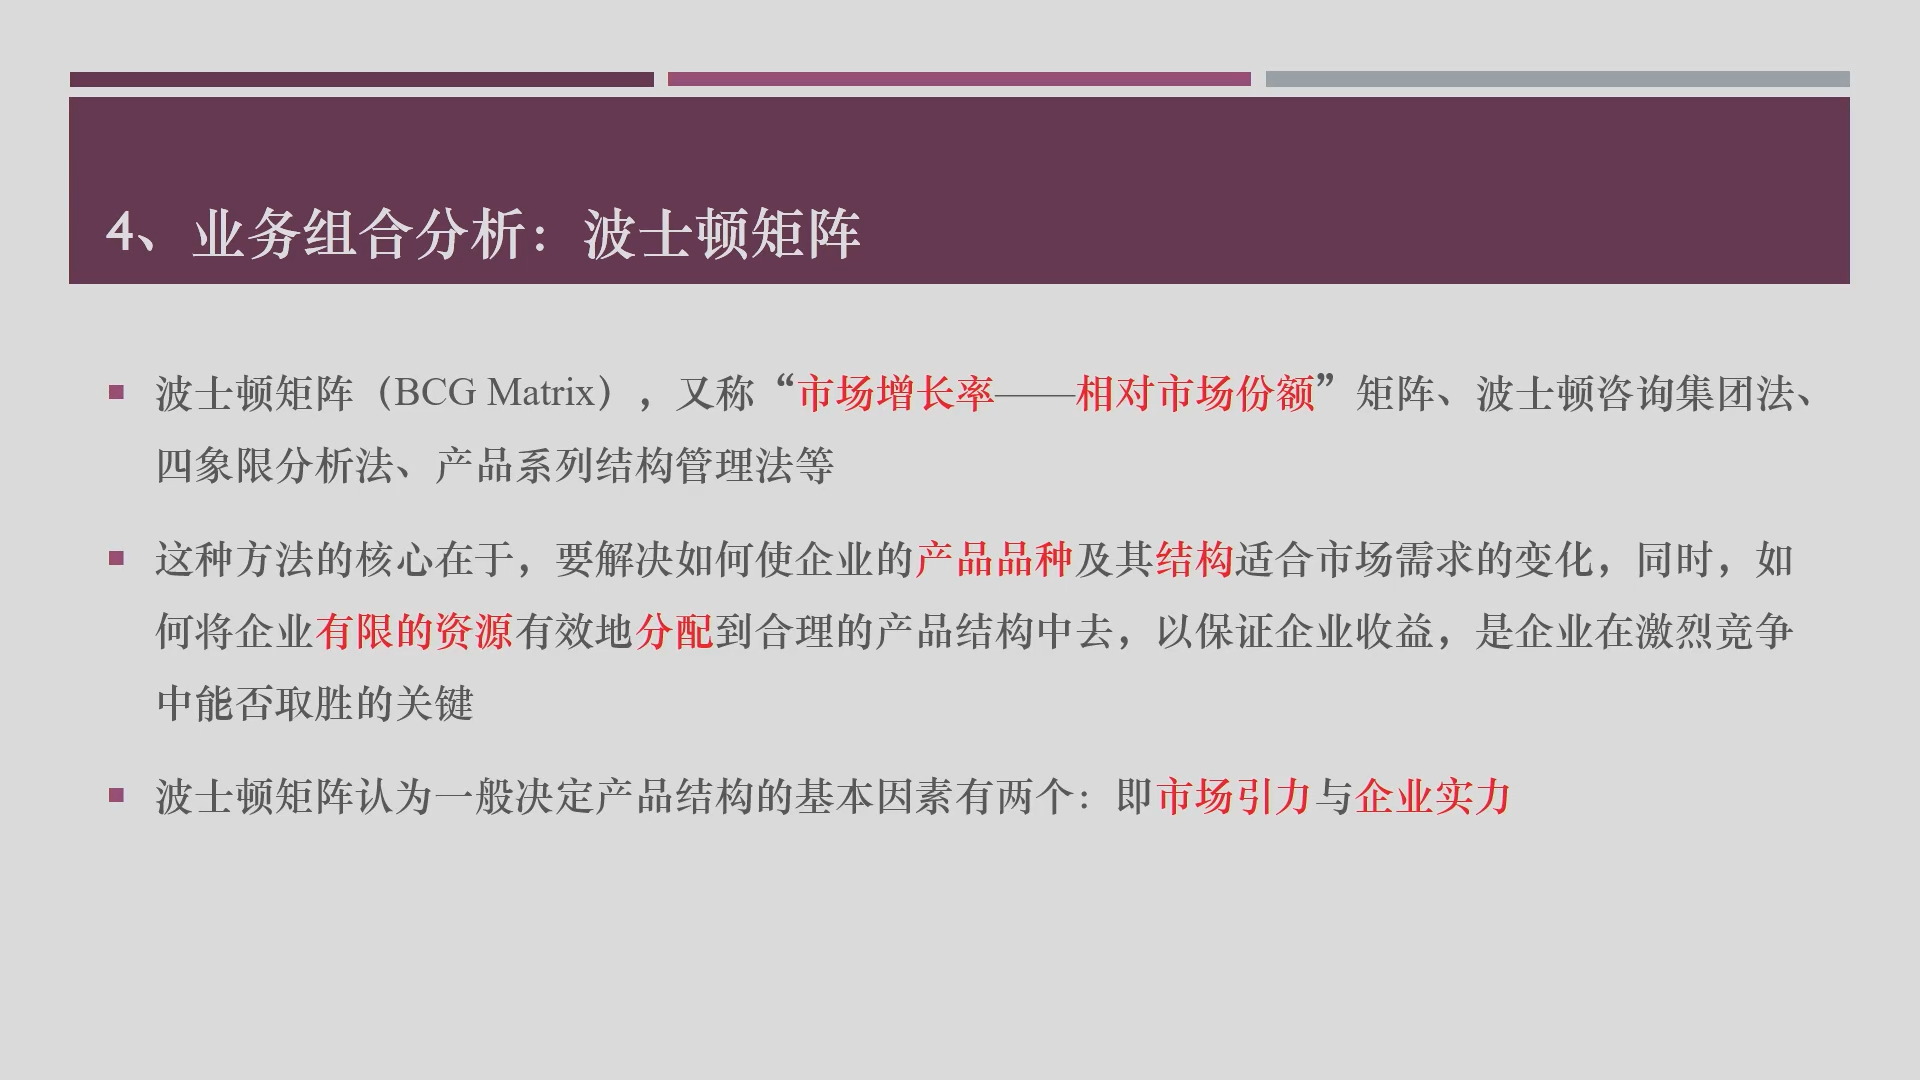 4、业务组合分析：波士顿矩阵
波士顿矩阵（BCG Matrix），又称“市场增长率——相对市场份额”矩阵、波士顿咨询集团法、
四象限分析法、产品系列结构管理法等
这种方法的核心在于，要解决如何使企业的产品品种及其结构适合市场需求的变化，同时，如
何将企业有限的资源有效地分配到合理的产品结构中去，以保证企业收益，是企业在激烈竞争
中能否取胜的关键
波士顿矩阵认为一般决定产品结构的基本因素有两个：即市场引力与企业实力